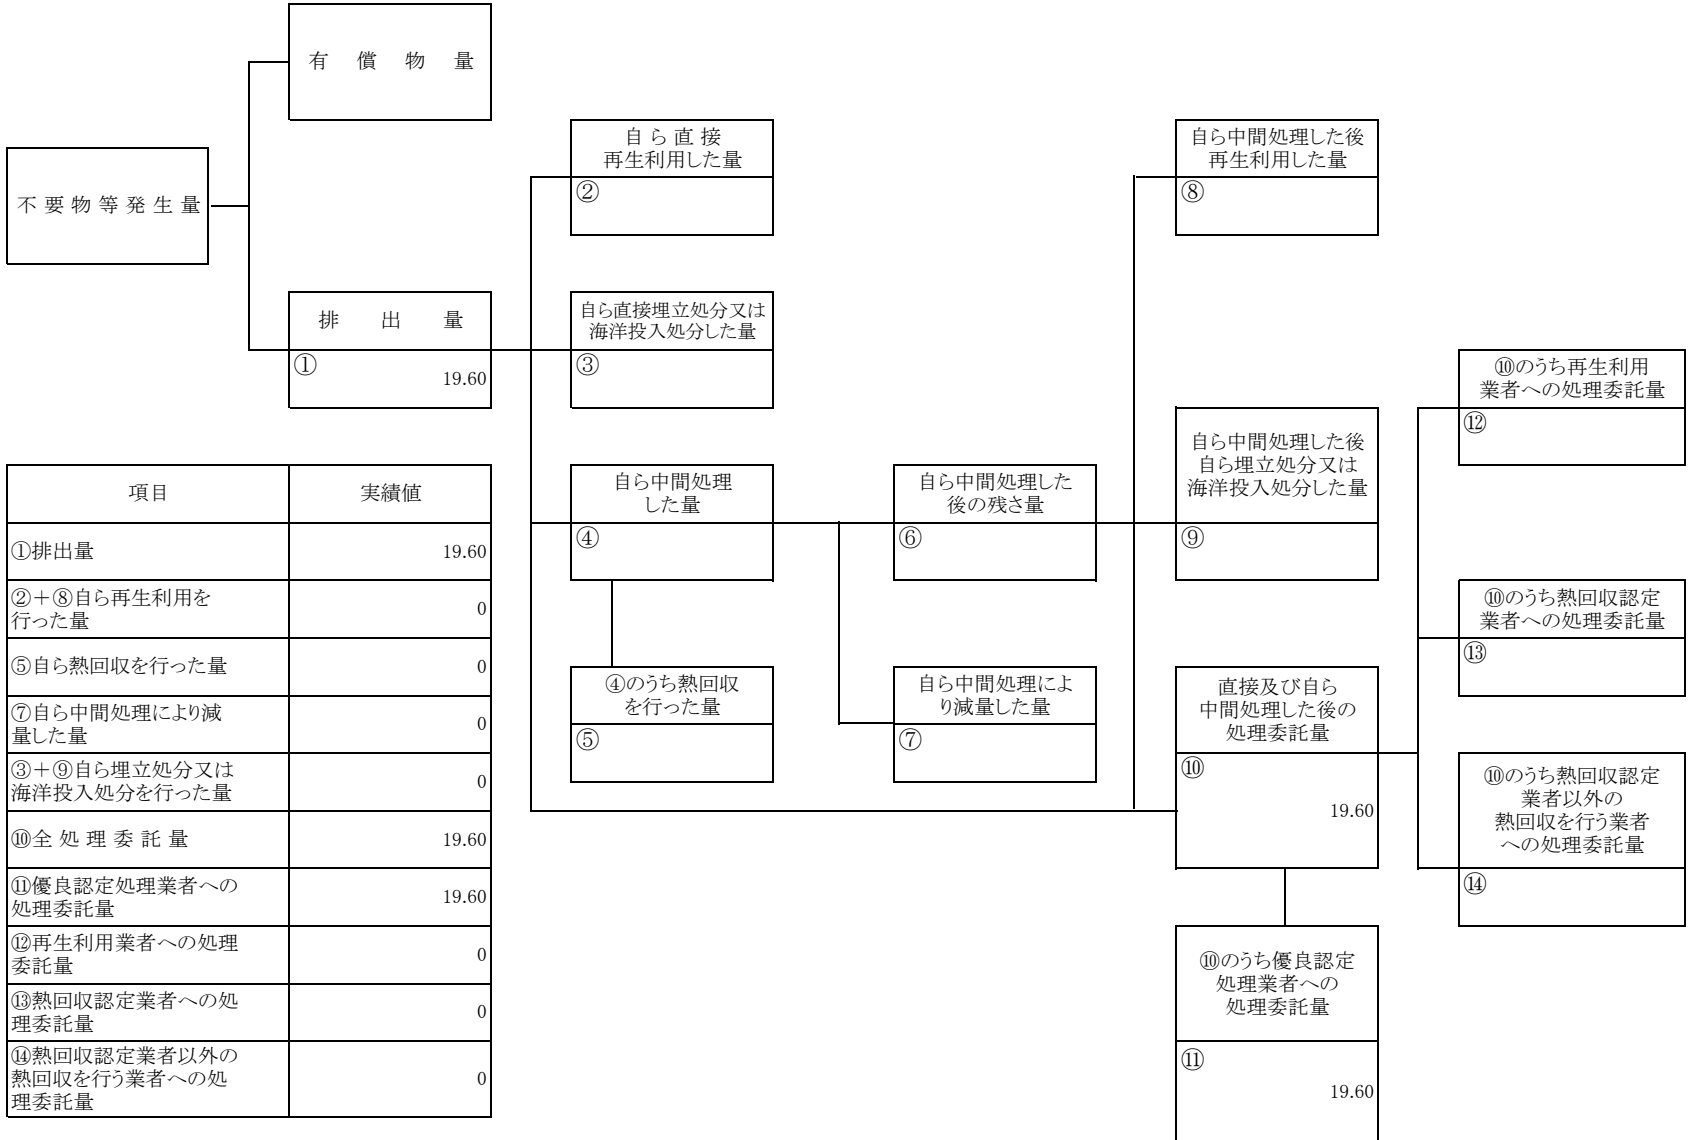 有 償 物 量
不要物等発生量
排 出 量
①
19.60
自ら直接
再生利用した量
②
自ら直接埋立処分又は
海洋投入処分した量
③
自ら中間処理
した量
④
④のうち熱回収
を行った量
⑤
自ら中間処理した
後の残さ量
⑥
自ら中間処理によ
り減量した量
⑦
自ら中間処理した後
再生利用した量
⑧
自ら中間処理した後
自ら埋立処分又は
海洋投入処分した量
⑨
直接及び自ら
中間処理した後の
処理委託量
⑩
19.60
⑩のうち優良認定
処理業者への
処理委託量
⑪
19.60
⑩のうち再生利用
業者への処理委託量
⑫
⑩のうち熱回収認定
業者への処理委託量
⑬
⑩のうち熱回収認定
業者以外の
熱回収を行う業者
への処理委託量
⑭
項目 実績値
①排出量 19.60
②＋⑧自ら再生利用を
行った量 0
⑤自ら熱回収を行った量 0
⑦自ら中間処理により減
量した量 0
③＋⑨自ら埋立処分又は
海洋投入処分を行った量 0
⑩全処理委託量 19.60
⑪優良認定処理業者への
処理委託量 19.60
⑫再生利用業者への処理
委託量 0
⑬熱回収認定業者への処
理委託量 0
⑭熱回収認定業者以外の
熱回収を行う業者への処 0
理委託量